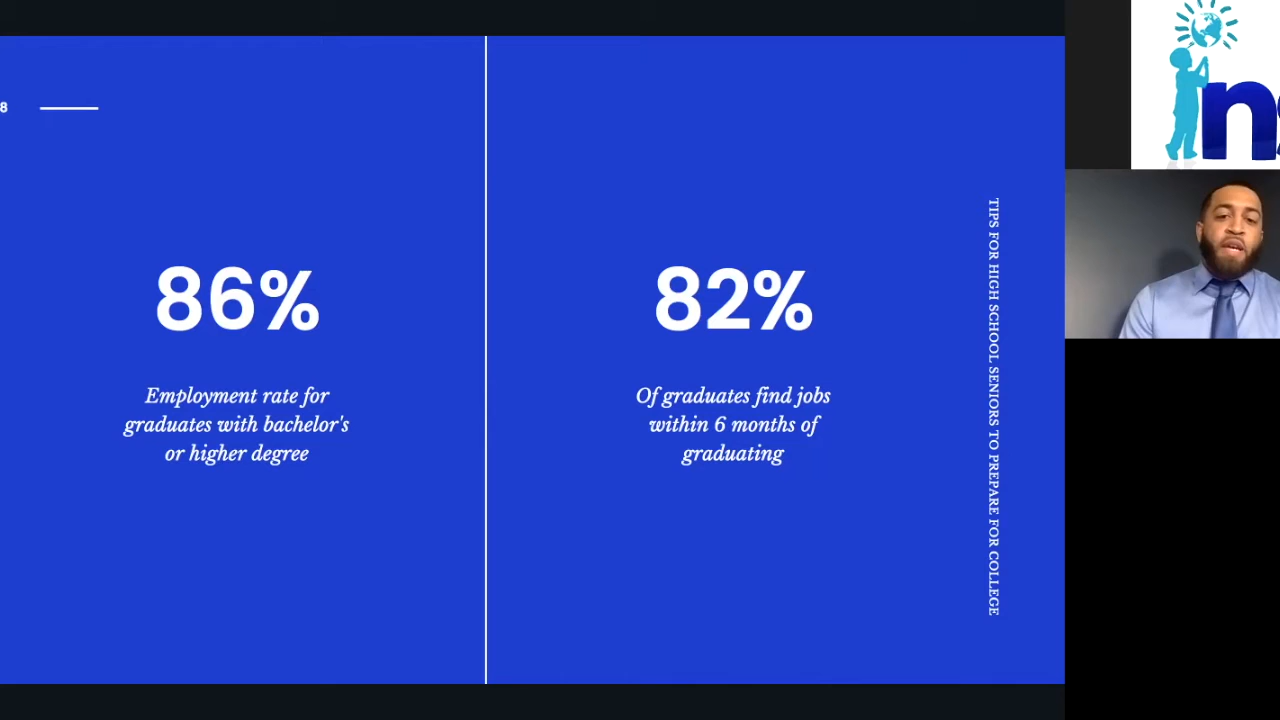 8
86%
Employment rate for
graduates with bachelor's
or higher degree
82%
Of graduates find jobs
within 6 months of
graduating
TIPS FOR HIGH SCHOOL SENIORS TO PREPARE FOR COLLEGE